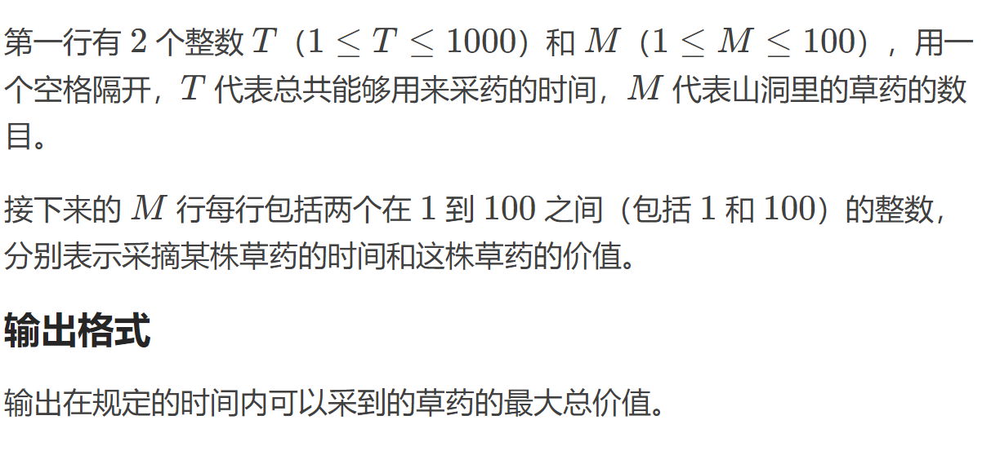 第一行有 2 个整数 T（1 ≤ T ≤ 1000）和 M（1 ≤ M ≤ 100），用一
个空格隔开，T 代表总共能够用来采药的时间，M 代表山洞里的草药的数
目。
接下来的 M 行每行包括两个在 1 到 100 之间（包括 1 和 100）的整数，
分别表示采摘某株草药的时间和这株草药的价值。
输出格式
输出在规定的时间内可以采到的草药的最大总价值。